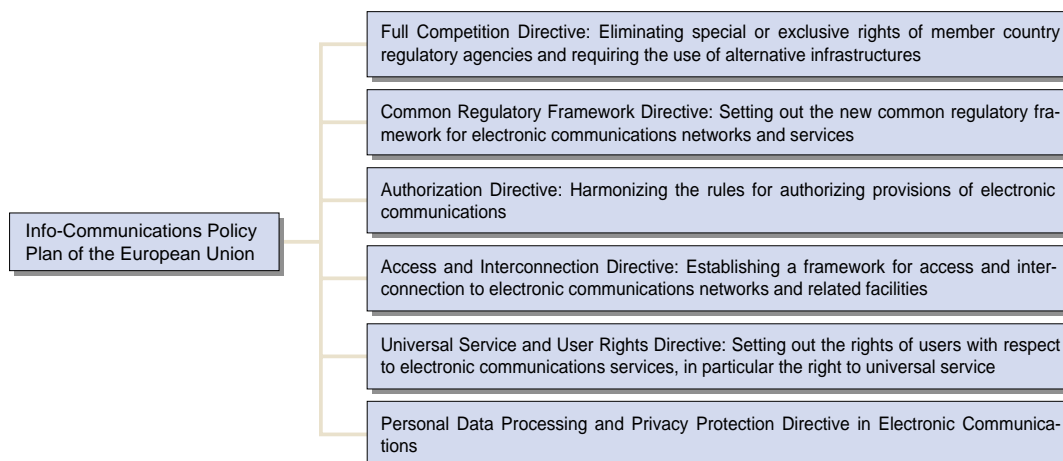 Info-Communications Policy
Plan of the European Union
Full Competition Directive: Eliminating special or exclusive rights of member country
regulatory agencies and requiring the use of alternative infrastructures
Common Regulatory Framework Directive: Setting out the new common regulatory fra-
mework for electronic communications networks and services
Authorization Directive: Harmonizing the rules for authorizing provisions of electronic
communications
Access and Interconnection Directive: Establishing a framework for access and inter-
connection to electronic communications networks and related facilities
Universal Service and User Rights Directive: Setting out the rights of users with respect
to electronic communications services, in particular the right to universal service
Personal Data Processing and Privacy Protection Directive in Electronic Communica-
tions